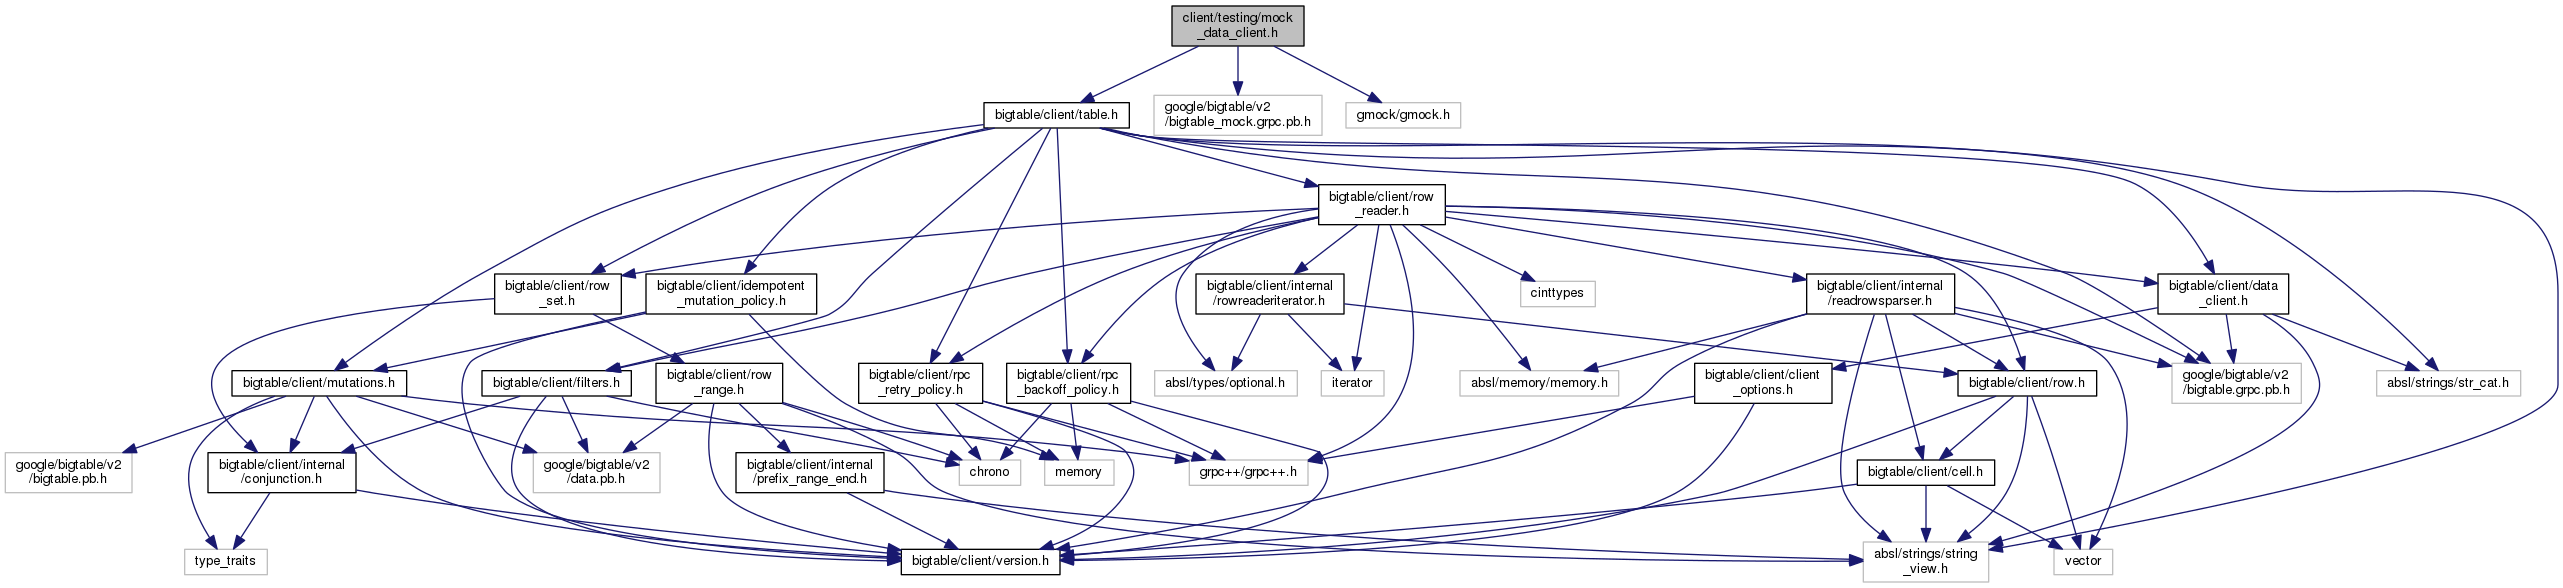 client/testing/mock
_data_client.h
bigtable/client/table.h
google/bigtable/v2
/bigtable_mock.grpc.pb.h
gmock/gmock.h
bigtable/client/row
_reader.h
bigtable/client/row
_set.h
bigtable/client/idempotent
_mutation_policy.h
bigtable/client/internal
/rowreaderiterator.h
cinttypes
bigtable/client/internal
/readrowsparser.h
bigtable/client/data
_client.h
bigtable/client/mutations.h
bigtable/client/filters.h
bigtable/client/row
_range.h
bigtable/client/rpc
_retry_policy.h
bigtable/client/rpc
_backoff_policy.h
absl/types/optional.h
iterator
absl/memory/memory.h
bigtable/client/client
_options.h
bigtable/client/row.h
google/bigtable/v2
/bigtable.grpc.pb.h
absl/strings/str_cat.h
google/bigtable/v2
/bigtable.pb.h
bigtable/client/internal
/conjunction.h
google/bigtable/v2
/data.pb.h
bigtable/client/internal
/prefix_range_end.h
chrono
memory
grpc++/grpc++.h
bigtable/client/cell.h
type_traits
bigtable/client/version.h
absl/strings/string
_view.h
vector